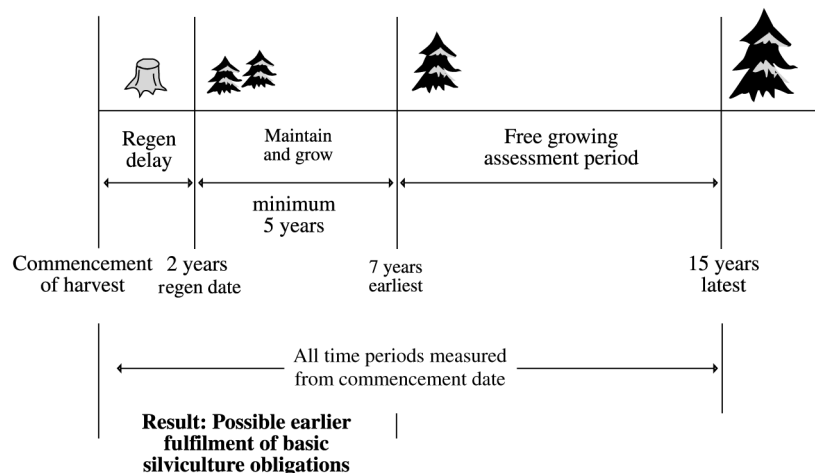 Regen
delay
Maintain
and grow
Free growing
assessment period
minimum
5 years
Commencement
of harvest
2 years
regen date
7 years
earliest
15 years
latest
All time periods measured
from commencement date
Result: Possible earlier
fulfilment of basic
silviculture obligations